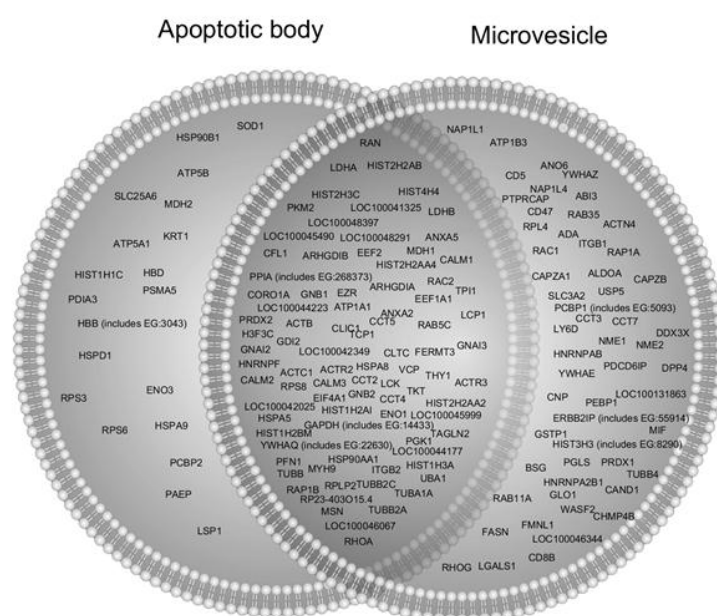 Apoptotic body
Microvesicle
SOD1
HSP90B1
ATP5B
SLC25A6
MDH2
KRT1
ATP5A1
HIST1H1C
HBD
PSMA5
PDIA3
HBB (includes EG:3043)
HSPD1
ENO3
RPS3
RPS6
HSPA9
PCBP2
PAEP
LSP1
RAN
LDHA HIST2H2AB
HIST2H3C HIST4H4
PKM2 LOC100041325 LDHB
LOC100048397
LOC100045490 LOC100048291 ANXA5
CFL1 ARHGDIB EEF2 MDH1
HIST2H2AA4 CALM1
PPIA (includes EG:268373)
ARHGDIA RAC2
CORO1A GNB1 EZR TPI1
LOC100044223 ATP1A1 EEF1A1
PRDX2 ACTB ANXA2 LCP1
CLIC1 CCT5 RAB5C
H3F3C GDI2 TCP1
GNAI2 LOC100042349 CLTC FERMT3 GNAI3
HNRNPF ACTC1 ACTR2 HSPA8 VCP THY1
CALM2 RPS8 CALM3 CCT2 LCK TKT ACTR3
EIF4A1 GNB2 CCT4 HIST2H2AA2
LOC100042025 HIST1H2AI ENO1 LOC100045999
HSPA5 GAPDH (includes EG:14433)
HIST1H2BM TAGLN2
YWHAQ (includes EG:22630) PGK1
LOC100044177
PFN1 HSP90AA1
TUBB MYH9 ITGB2 HIST1H3A
RAP1B RPLP2 TUBB2C UBA1
RP23-403O15.4 TUBA1A
MSN TUBB2A
LOC100046067
RHOA
NAP1L1
ATP1B3
ANO6
CD5 YWHAZ
NAP1L4
PTPRCAP ABI3
CD47 RAB35
RPL4 ACTN4
ADA
RAC1 ITGB1 RAP1A
CAPZA1 ALDOA CAPZB
SLC3A2 USP5
PCBP1 (includes EG:5093)
CCT3
LY6D CCT7
NME1 DDX3X
HNRNPAB NME2
YWHAE PDCD6IP DPP4
CNP PEBP1 LOC100131863
ERBB2IP (includes EG:55914)
GSTP1 MIF
HIST3H3 (includes EG:8290)
BSG PGLS PRDX1
HNRNPA2B1 TUBB4
RAB11A GLO1 CAND1
WASF2
CHMP4B
FASN FMNL1
LOC100046344
RHOG LGALS1 CD8B